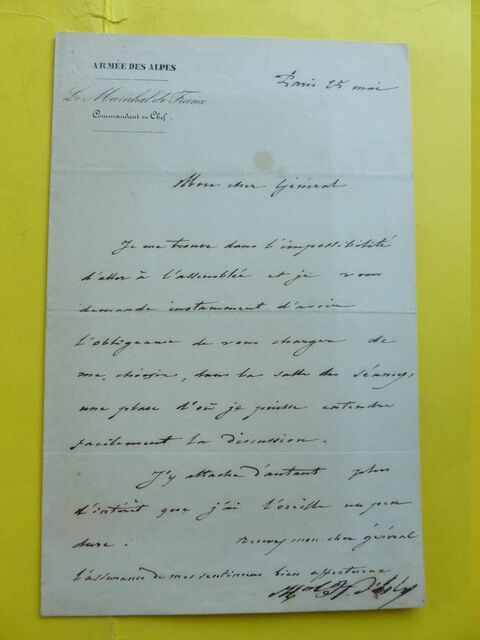 ARMÉE DES ALPES
Le Maréchal de France
Commandant en Chef.
Paris 25 mai
Mon cher Général
Je me trouve dans l'impossibilité
d'aller à l'assemblée et je vous
demande instamment d'avoir
l'obligeance de vous charger de
me choisir, dans la salle des séances,
une place d'où je puisse entendre
facilement la discussion.
J'y attache d'autant plus
d'intérêt que j'ai l'oreille un peu
dure. Recevez mon cher général
l'assurance de mes sentimens bien affectueux